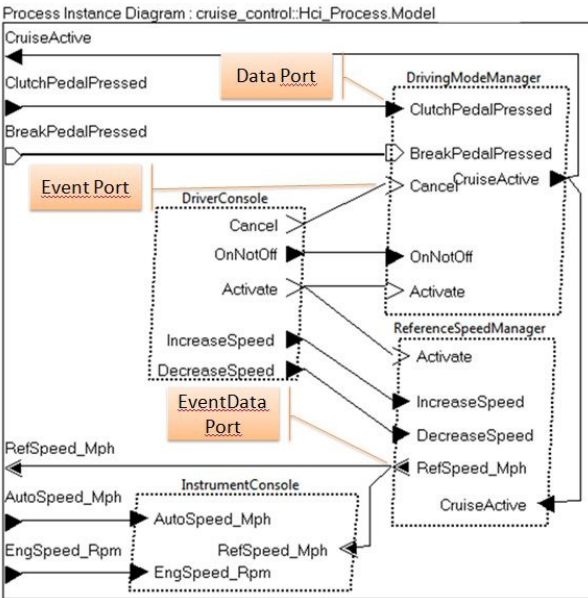 Process Instance Diagram : cruise_control::Hci_Process.Model
CruiseActive
Data Port
DrivingModeManager
ClutchPedalPressed
ClutchPedalPressed
BreakPedalPressed
BreakPedalPressed
Event Port
Cancel
CruiseActive
DriverConsole
Cancel
OnNotOff
OnNotOff
Activate
Activate
ReferenceSpeedManager
IncreaseSpeed
Activate
DecreaseSpeed
IncreaseSpeed
EventData
Port
DecreaseSpeed
RefSpeed_Mph
RefSpeed_Mph
InstrumentConsole
AutoSpeed_Mph
AutoSpeed_Mph
CruiseActive
EngSpeed_Rpm
RefSpeed_Mph
EngSpeed_Rpm